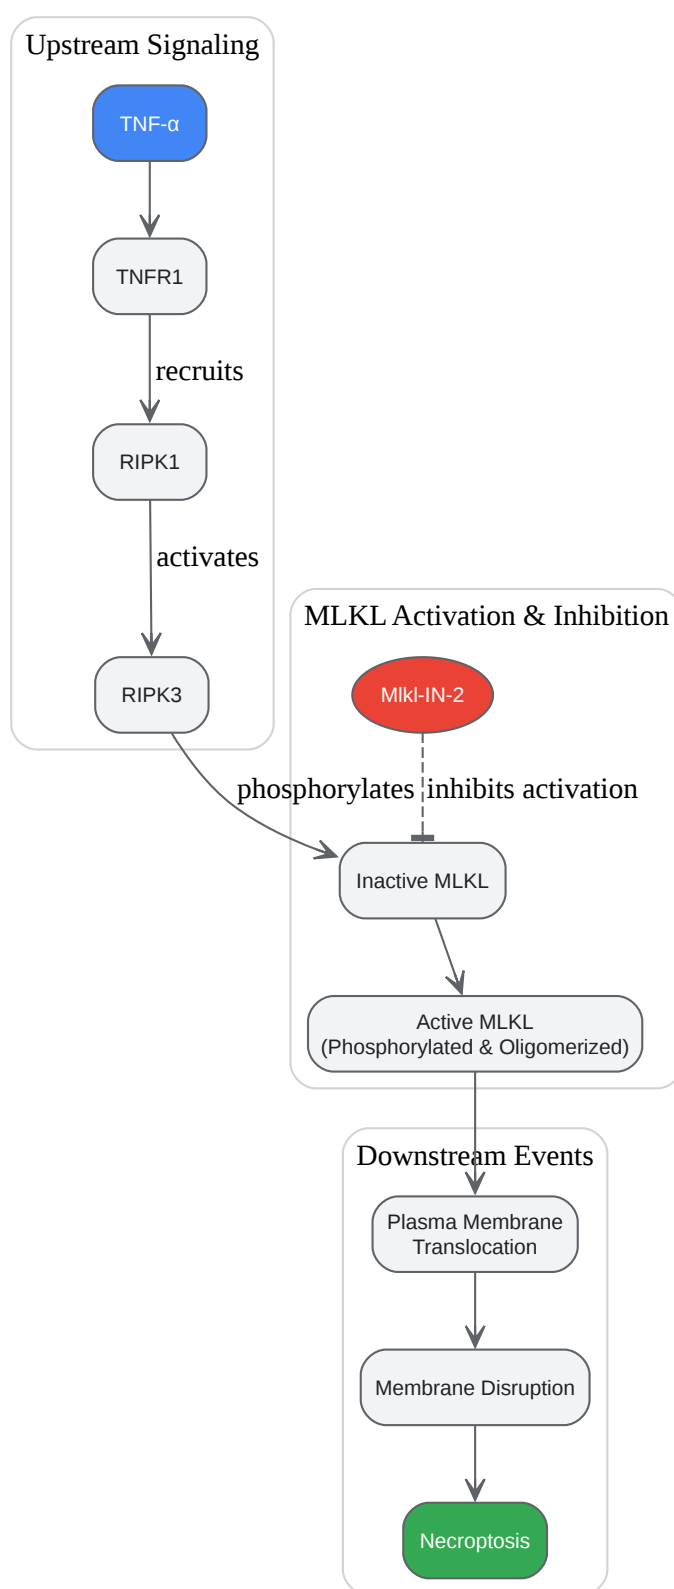 Upstream Signaling
TNF-α
TNFR1
recruits
RIPK1
activates
RIPK3
MLKL Activation & Inhibition
Mlkl-IN-2
phosphorylates
inhibits activation
Inactive MLKL
Active MLKL
(Phosphorylated & Oligomerized)
Downstream Events
Plasma Membrane
Translocation
Membrane Disruption
Necroptosis